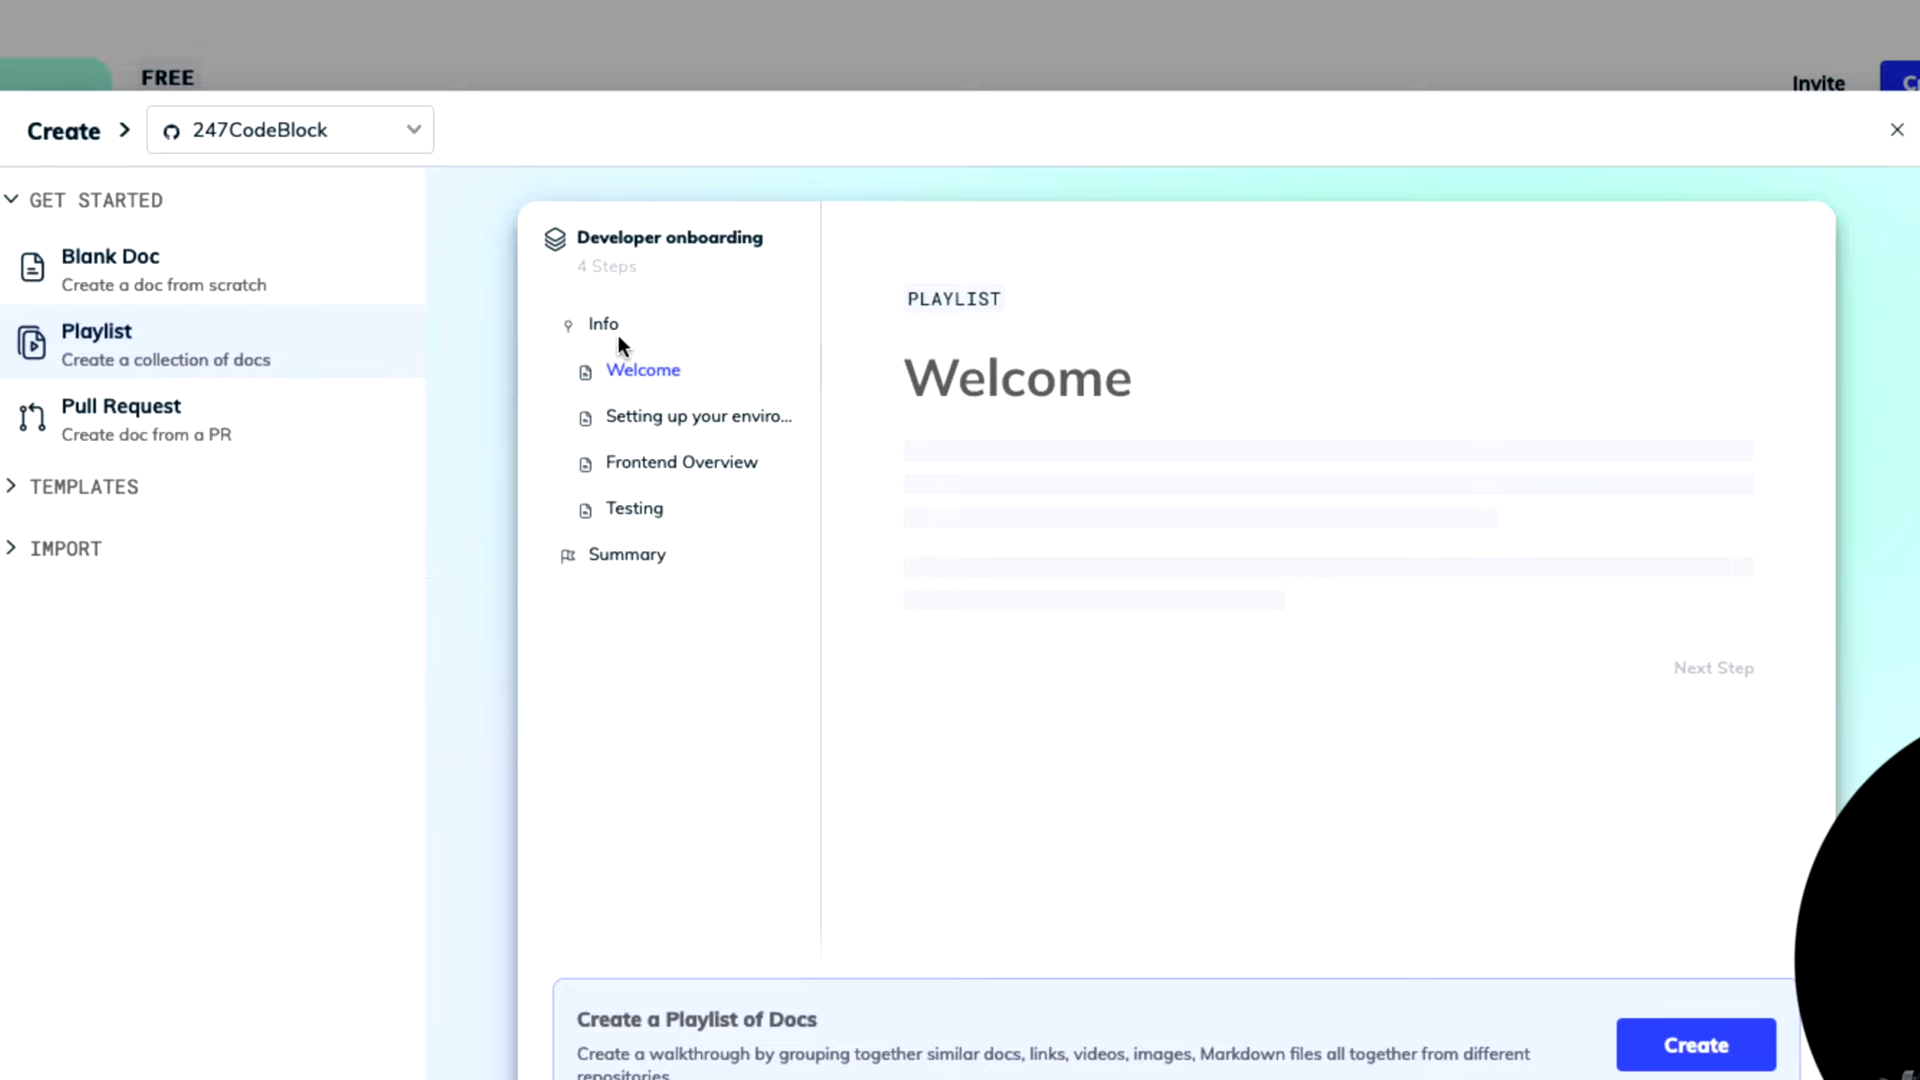 FREE
Invite
Create
247CodeBlock
GET STARTED
Blank Doc
Create a doc from scratch
Playlist
Create a collection of docs
Pull Request
Create doc from a PR
TEMPLATES
IMPORT
Developer onboarding
4 Steps
Info
Welcome
Setting up your enviro...
Frontend Overview
Testing
Summary
PLAYLIST
Welcome
Next Step
Create a Playlist of Docs
Create a walkthrough by grouping together similar docs, links, videos, images, Markdown files all together from different
repositories.
Create